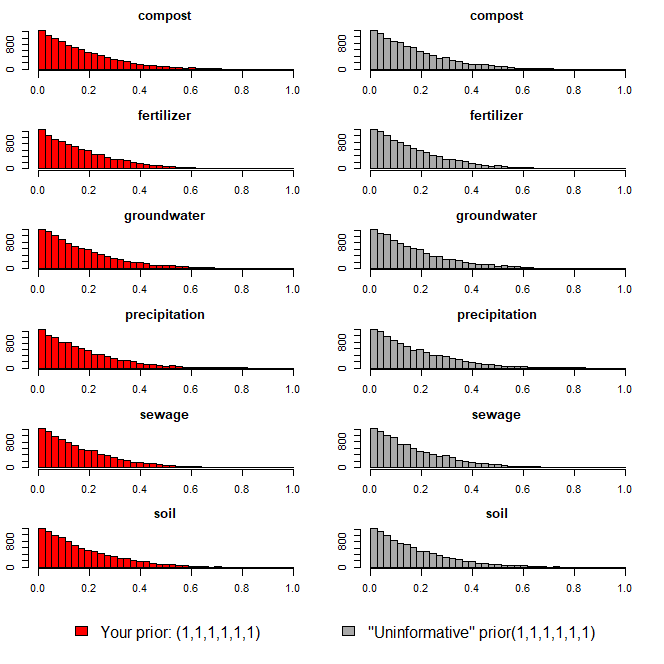 compost compost
800 800
0 0
0.0 0.2 0.4 0.6 0.8 1.0 0.0 0.2 0.4 0.6 0.8 1.0
fertilizer fertilizer
800 800
0 0
0.0 0.2 0.4 0.6 0.8 1.0 0.0 0.2 0.4 0.6 0.8 1.0
groundwater groundwater
800 800
0 0
0.0 0.2 0.4 0.6 0.8 1.0 0.0 0.2 0.4 0.6 0.8 1.0
precipitation precipitation
800 800
0 0
0.0 0.2 0.4 0.6 0.8 1.0 0.0 0.2 0.4 0.6 0.8 1.0
sewage sewage
800 800
0 0
0.0 0.2 0.4 0.6 0.8 1.0 0.0 0.2 0.4 0.6 0.8 1.0
soil soil
800 800
0 0
0.0 0.2 0.4 0.6 0.8 1.0 0.0 0.2 0.4 0.6 0.8 1.0
Your prior: (1,1,1,1,1,1) "Uninformative" prior(1,1,1,1,1,1)